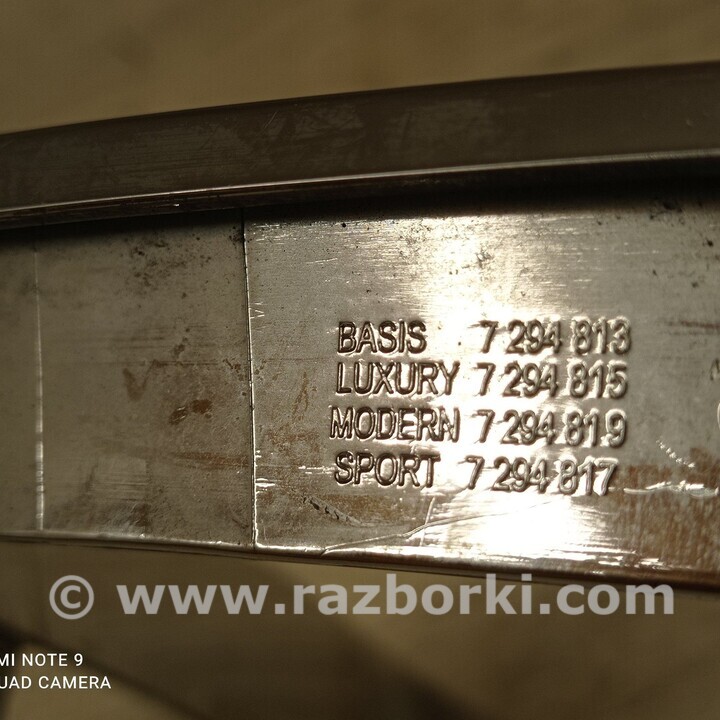 BASIS 7 294 813
LUXURY 7 294 815
MODERN 7 294 819
SPORT 7 294 817
© www.razborki.com
MI NOTE 9
UAD CAMERA